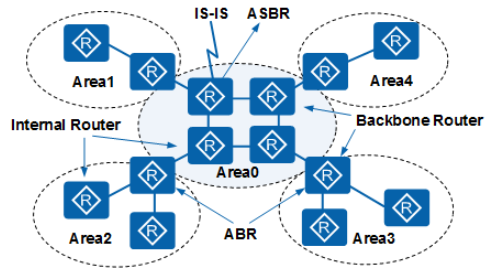 IS-IS ASBR
R R R R
Area1 R R R R Area4
Internal Router Backbone Router
R R
Area0
R R
R R
Area2 R ABR R Area3